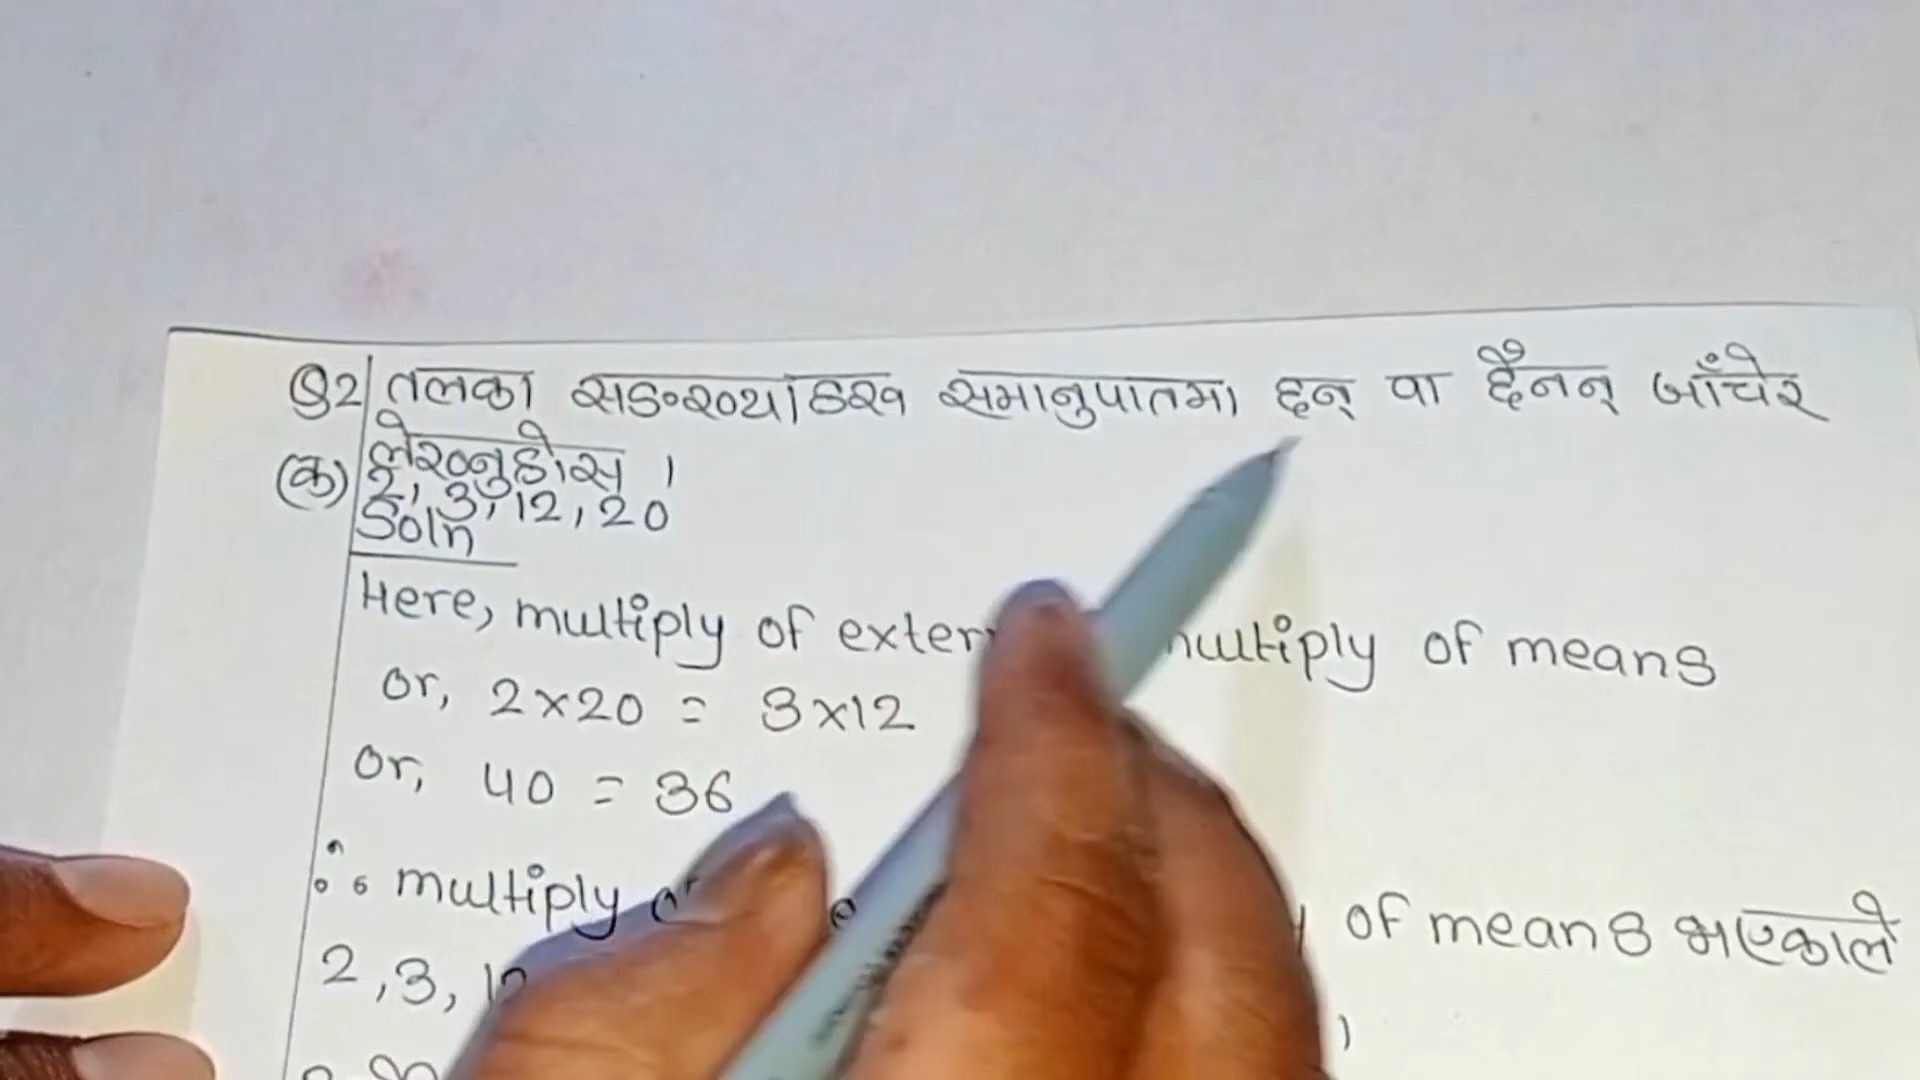 Q2 तलका सङ्ख्याहरु समानुपातमा छन् वा छैनन् जाँचेर
लेख्नुहोस ।
(क) 2, 3, 12, 20
Soln
Here, multiply of multiply of means
or, 2×20 = 3×12
or, 40 = 36
∴ multiply of means भएकाले
2, 3, 12